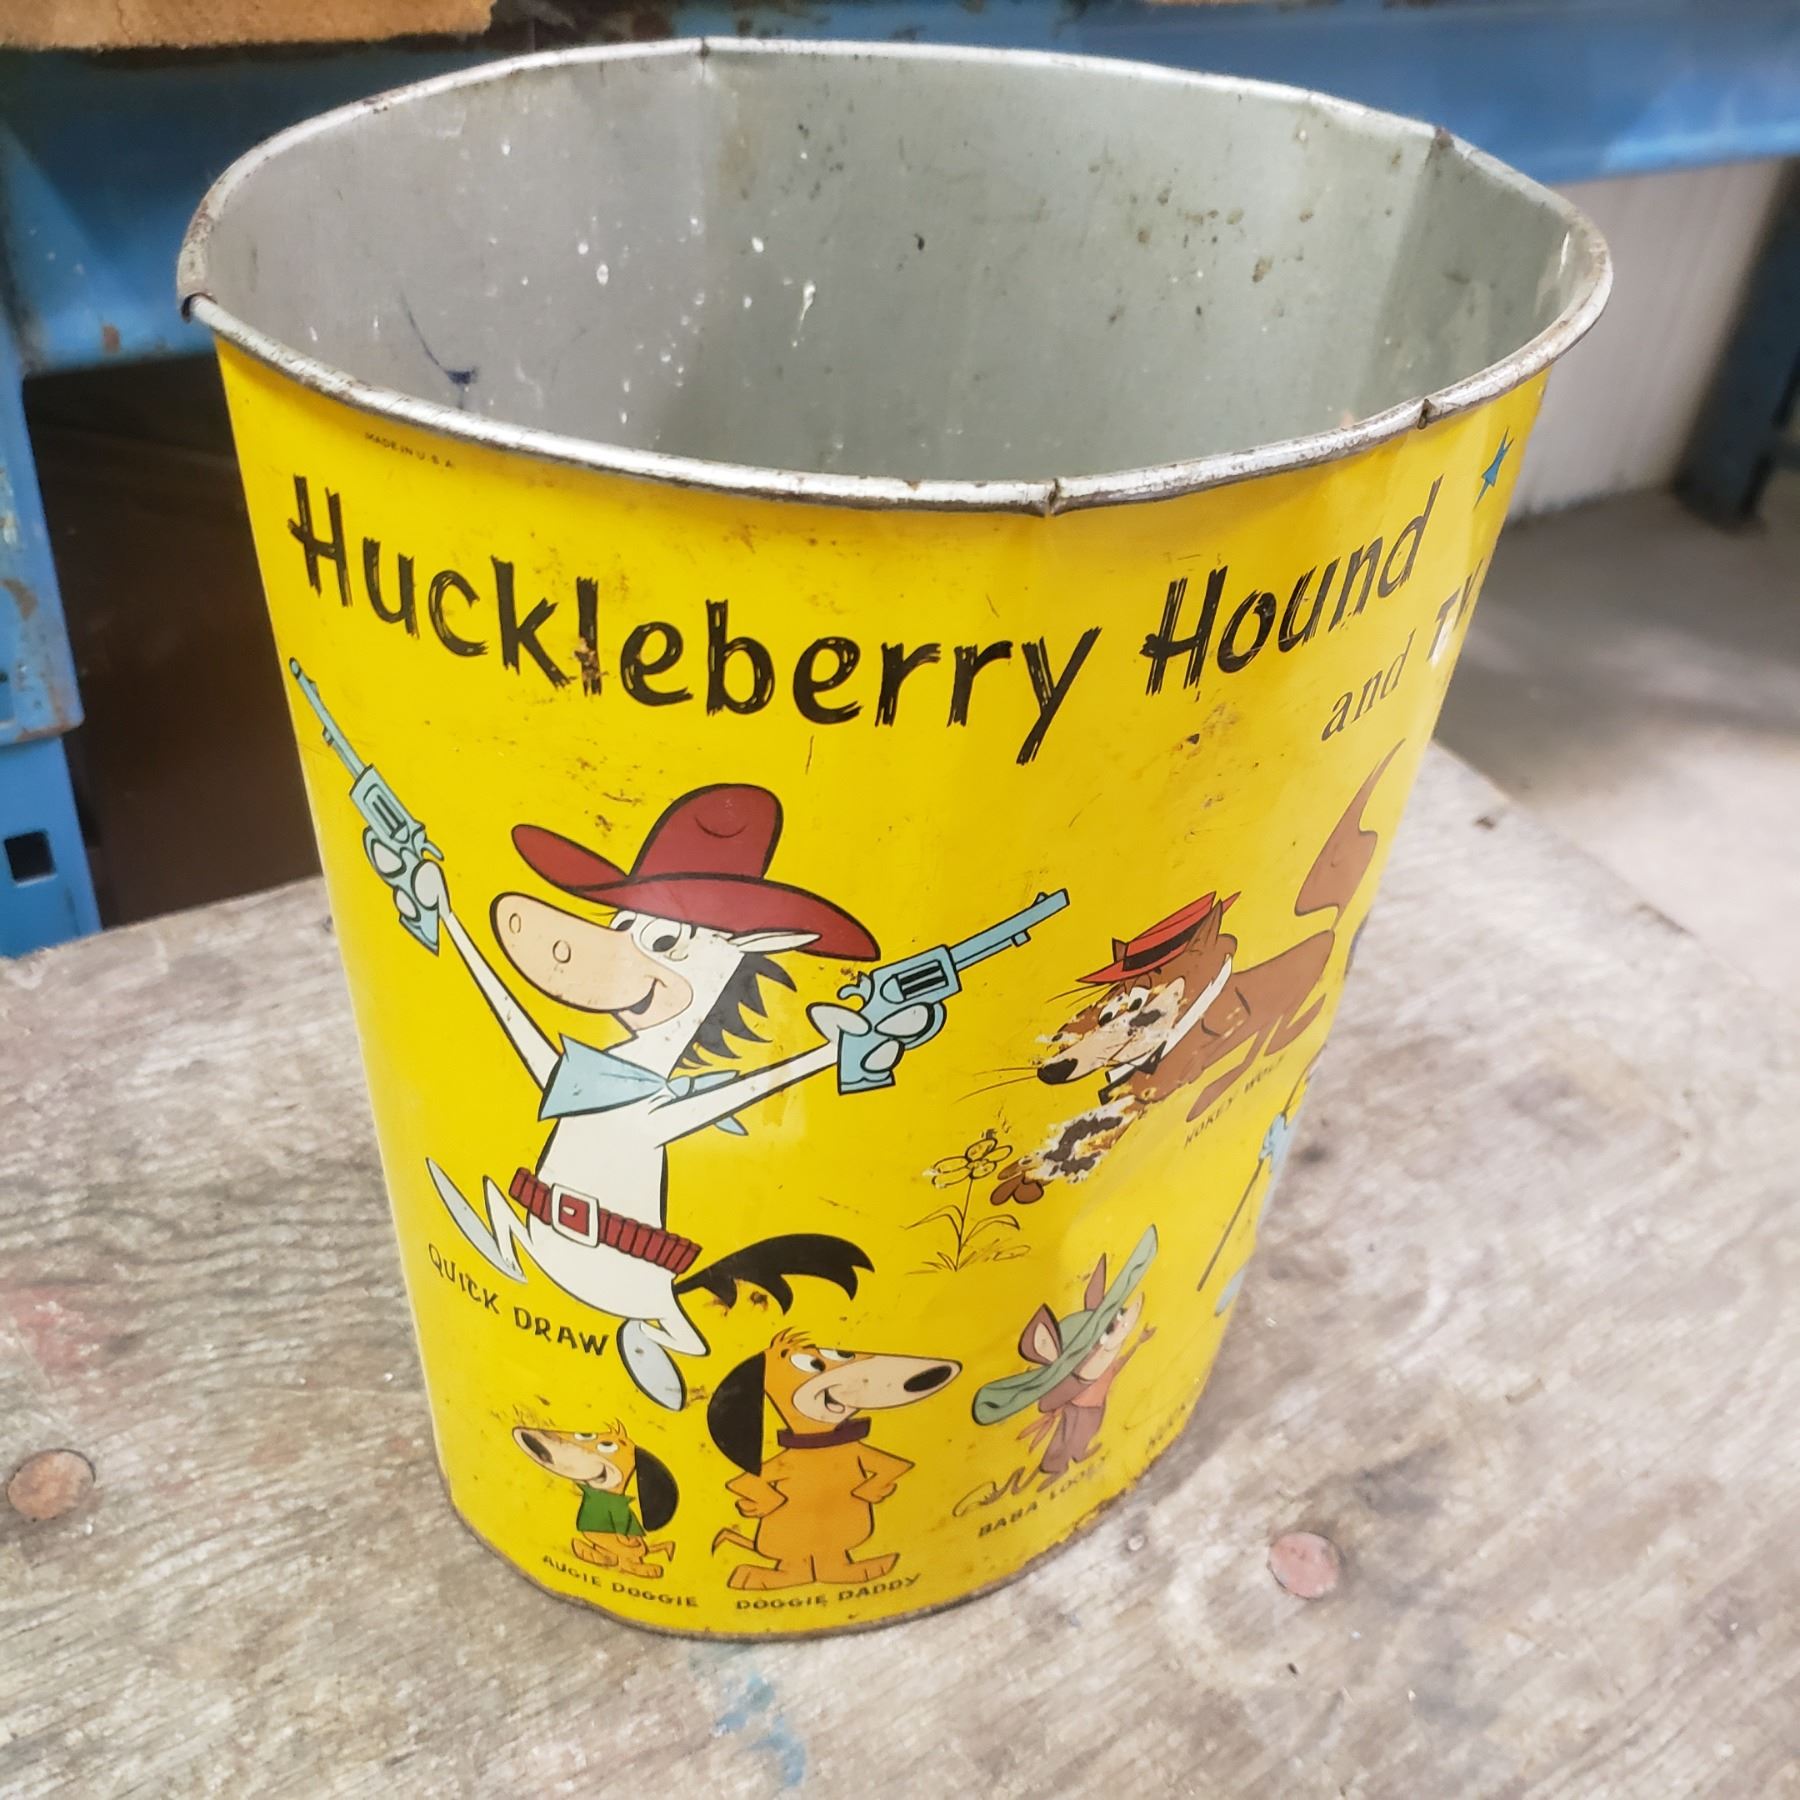 MADE IN U.S.A.
Huckleberry Hound
and
QUICK DRAW
HOKEY WOLF
BABA LOOEY
AUGIE DOGGIE
DOGGIE DADDY